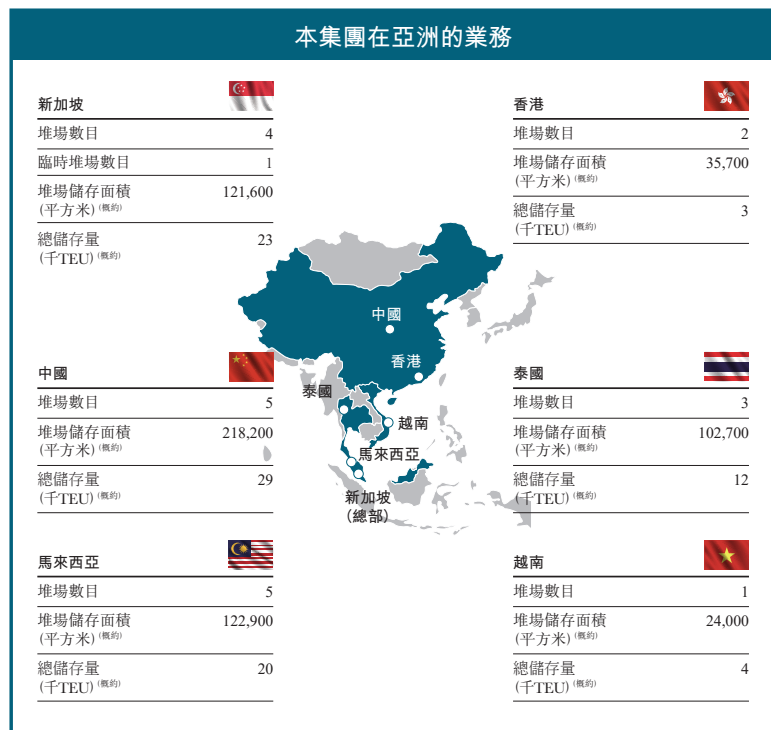 本集團在亞洲的業務
新加坡
堆場數目 4
臨時堆場數目 1
堆場儲存面積 121,600
(平方米) (概約)
總儲存量 23
(千TEU) (概約)
香港
堆場數目 2
堆場儲存面積 35,700
(平方米) (概約)
總儲存量 3
(千TEU) (概約)
中國
香港
泰國
越南
馬來西亞
新加坡
(總部)
中國
堆場數目 5
堆場儲存面積 218,200
(平方米) (概約)
總儲存量 29
(千TEU) (概約)
泰國
堆場數目 3
堆場儲存面積 102,700
(平方米) (概約)
總儲存量 12
(千TEU) (概約)
馬來西亞
堆場數目 5
堆場儲存面積 122,900
(平方米) (概約)
總儲存量 20
(千TEU) (概約)
越南
堆場數目 1
堆場儲存面積 24,000
(平方米) (概約)
總儲存量 4
(千TEU) (概約)